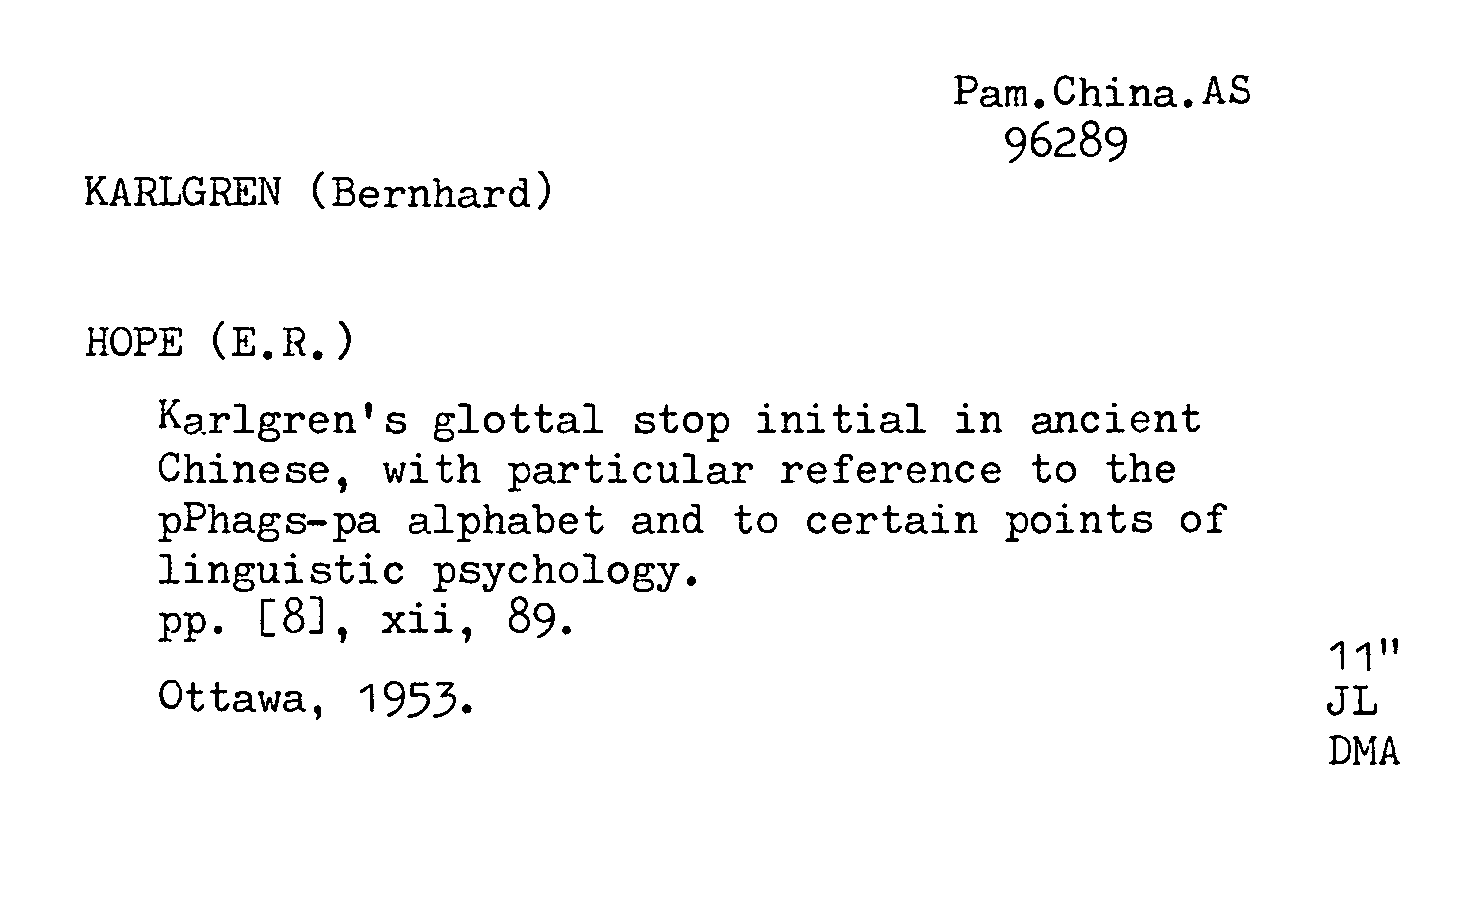 Pam.China.AS
96289
KARLGREN (Bernhard)
HOPE (E.R.)
Karlgren's glottal stop initial in ancient
Chinese, with particular reference to the
pPhags-pa alphabet and to certain points of
linguistic psychology.
pp. [8], xii, 89.
11"
Ottawa, 1953.
JL
DMA